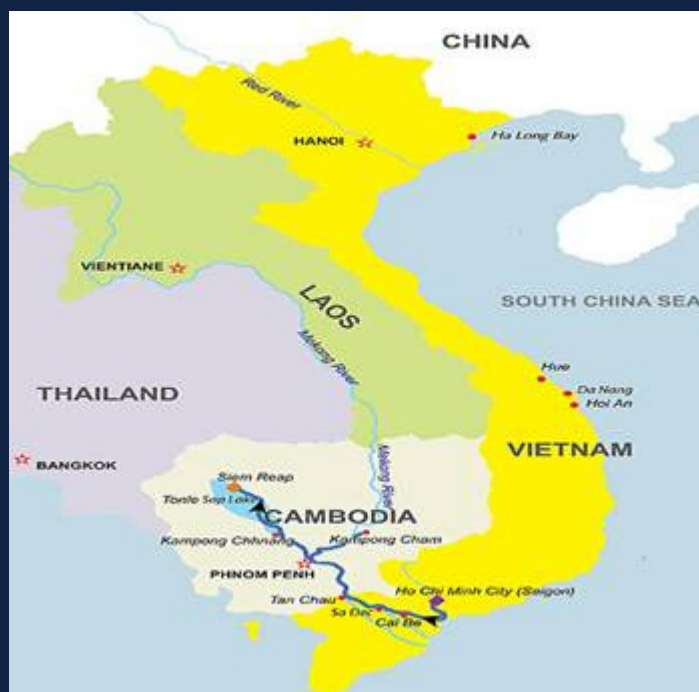 CHINA
Red River
HANOI
Ha Long Bay
VIENTIANE
LAOS
SOUTH CHINA SEA
Mekong River
Hue
Da Nang
Hoi An
THAILAND
VIETNAM
BANGKOK
Mekong River
Siem Reap
Tonle Sap Lake
CAMBODIA
Kampong Chhnang
Kampong Cham
PHNOM PENH
Ho Chi Minh City (Saigon)
Tan Chau
Sa Dec
Cai Be